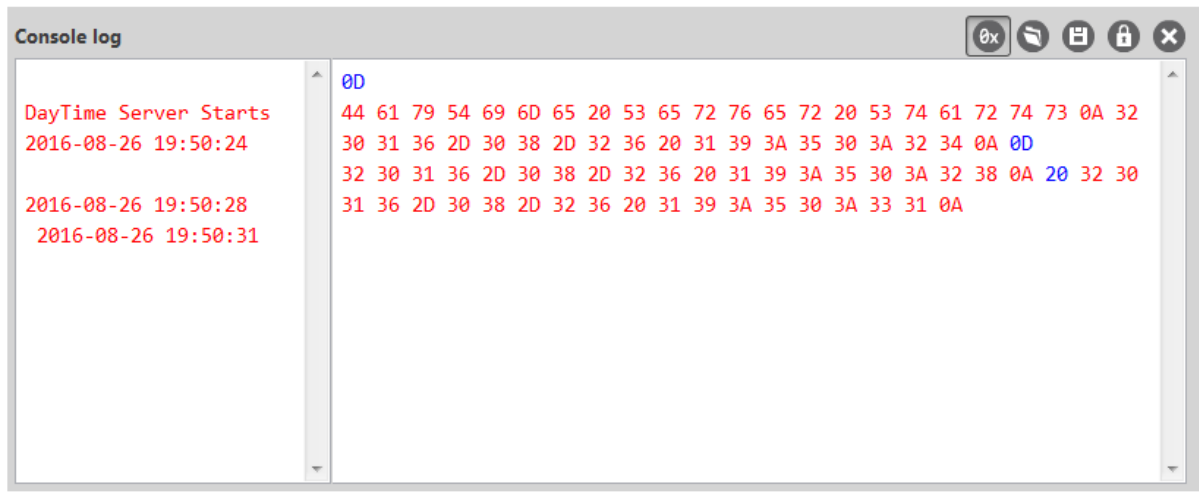 Console log
0x
DayTime Server Starts
2016-08-26 19:50:24
2016-08-26 19:50:28
2016-08-26 19:50:31
0D
44 61 79 54 69 6D 65 20 53 65 72 76 65 72 20 53 74 61 72 74 73 0A 32
30 31 36 2D 30 38 2D 32 36 20 31 39 3A 35 30 3A 32 34 0A 0D
32 30 31 36 2D 30 38 2D 32 36 20 31 39 3A 35 30 3A 32 38 0A 20 32 30
31 36 2D 30 38 2D 32 36 20 31 39 3A 35 30 3A 33 31 0A